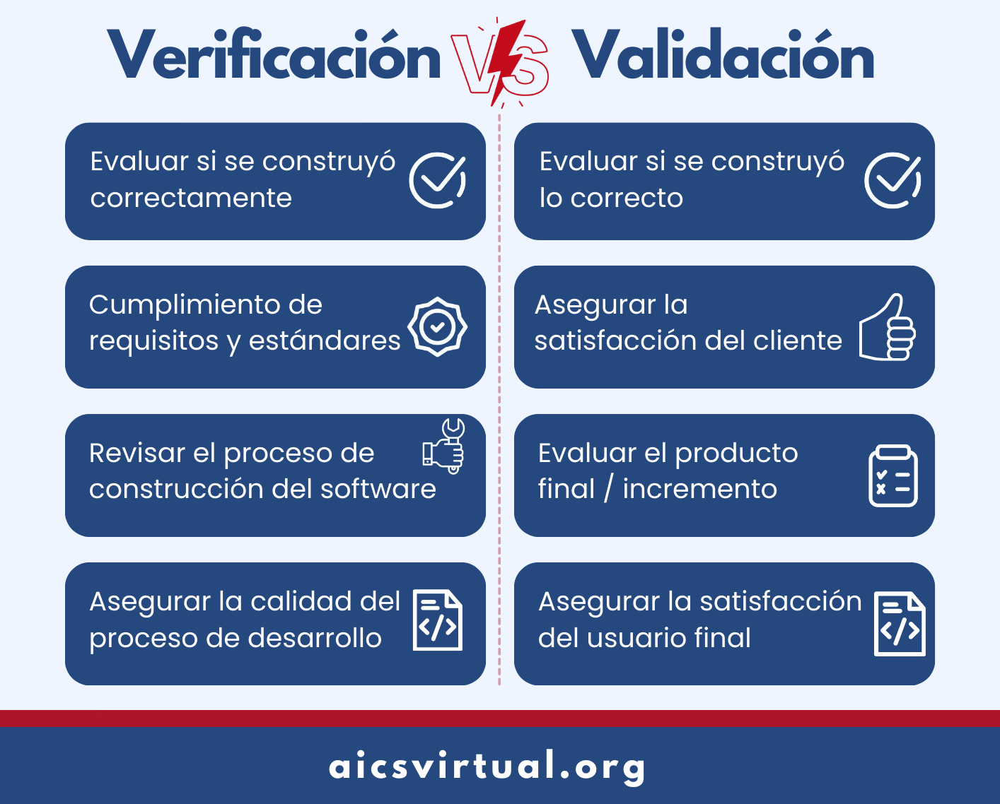 Verificación VS Validación
Evaluar si se construyó
correctamente
Evaluar si se construyó
lo correcto
Cumplimiento de
requisitos y estándares
Asegurar la
satisfacción del cliente
Revisar el proceso de
construcción del software
Evaluar el producto
final / incremento
Asegurar la calidad del
proceso de desarrollo
Asegurar la satisfacción
del usuario final
aicsvirtual.org